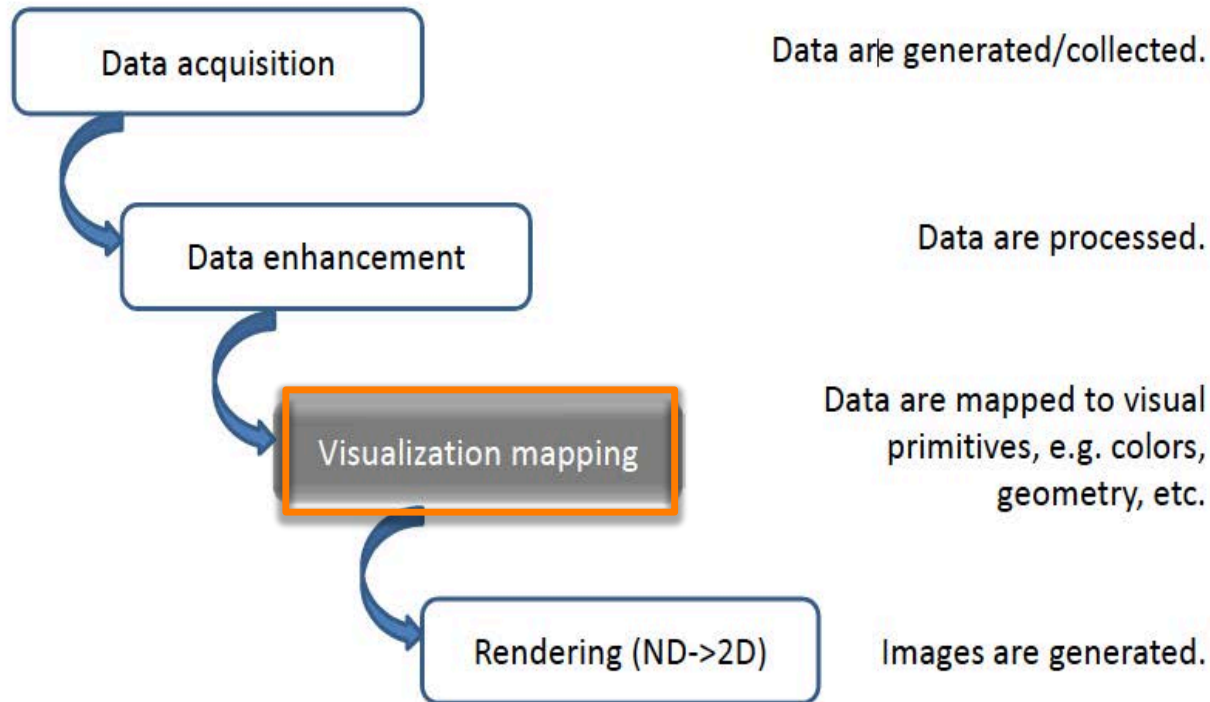 Data acquisition
Data are generated/collected.
Data enhancement
Data are processed.
Visualization mapping
Data are mapped to visual
primitives, e.g. colors,
geometry, etc.
Rendering (ND->2D)
Images are generated.